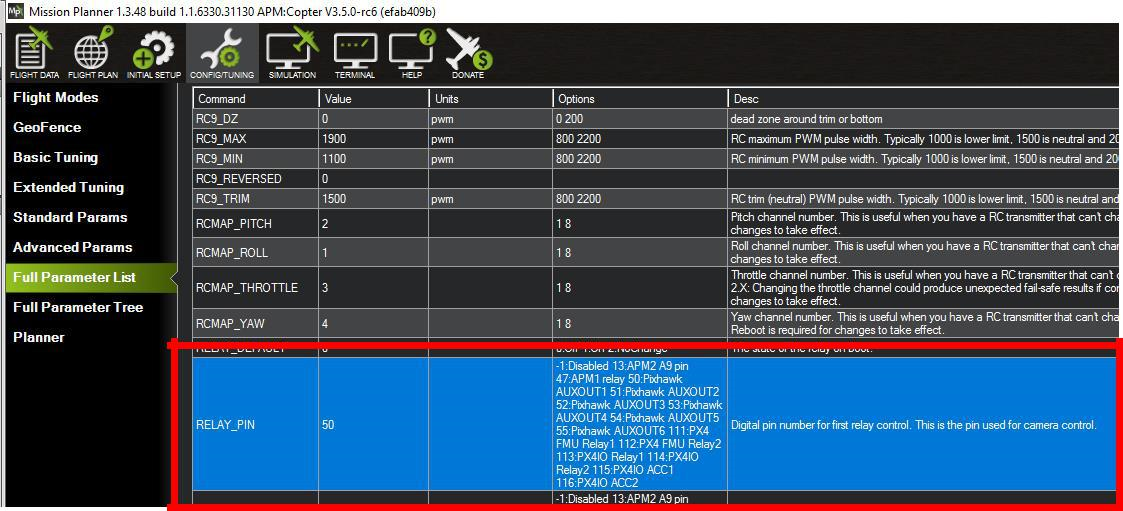 Mission Planner 1.3.48 build 1.1.6330.31130 APM:Copter V3.5.0-rc6 (efab409b)
FLIGHT DATA FLIGHT PLAN INITIAL SETUP CONFIG/TUNING SIMULATION TERMINAL HELP DONATE
Flight Modes
GeoFence
Basic Tuning
Extended Tuning
Standard Params
Advanced Params
Full Parameter List
Full Parameter Tree
Planner
Command Value Units Options Desc
RC9_DZ 0 pwm 0 200 dead zone around trim or bottom
RC9_MAX 1900 pwm 800 2200 RC maximum PWM pulse width. Typically 1000 is lower limit, 1500 is neutral and 20
RC9_MIN 1100 pwm 800 2200 RC minimum PWM pulse width. Typically 1000 is lower limit, 1500 is neutral and 200
RC9_REVERSED 0
RC9_TRIM 1500 pwm 800 2200 RC trim (neutral) PWM pulse width. Typically 1000 is lower limit, 1500 is neutral and
RCMAP_PITCH 2 1 8 Pitch channel number. This is useful when you have a RC transmitter that can't cha
changes to take effect.
RCMAP_ROLL 1 1 8 Roll channel number. This is useful when you have a RC transmitter that can't char
changes to take effect.
RCMAP_THROTTLE 3 1 8 Throttle channel number. This is useful when you have a RC transmitter that can't c
2.X: Changing the throttle channel could produce unexpected fail-safe results if con
changes to take effect.
RCMAP_YAW 4 1 8 Yaw channel number. This is useful when you have a RC transmitter that can't cha
Reboot is required for changes to take effect.
RELAY_DEFAULT 0 0:Off 1:On 2:NoChange The state of the relay on boot.
RELAY_PIN 50
-1:Disabled 13:APM2 A9 pin
47:APM1 relay 50:Pixhawk
AUXOUT1 51:Pixhawk AUXOUT2
52:Pixhawk AUXOUT3 53:Pixhawk
AUXOUT4 54:Pixhawk AUXOUT5
55:Pixhawk AUXOUT6 111:PX4
FMU Relay1 112:PX4 FMU Relay2
113:PX4IO Relay1 114:PX4IO
Relay2 115:PX4IO ACC1
116:PX4IO ACC2
Digital pin number for first relay control. This is the pin used for camera control.
-1:Disabled 13:APM2 A9 pin